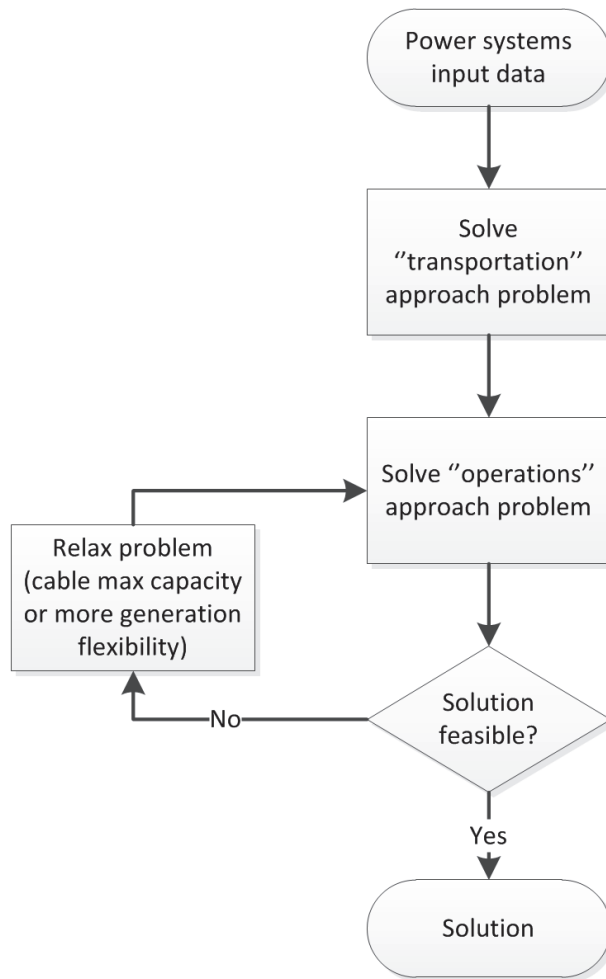 Power systems
input data
Solve
‘‘transportation’’
approach problem
Solve ‘‘operations’’
approach problem
Relax problem
(cable max capacity
or more generation
flexibility)
Solution
feasible?
No
Yes
Solution